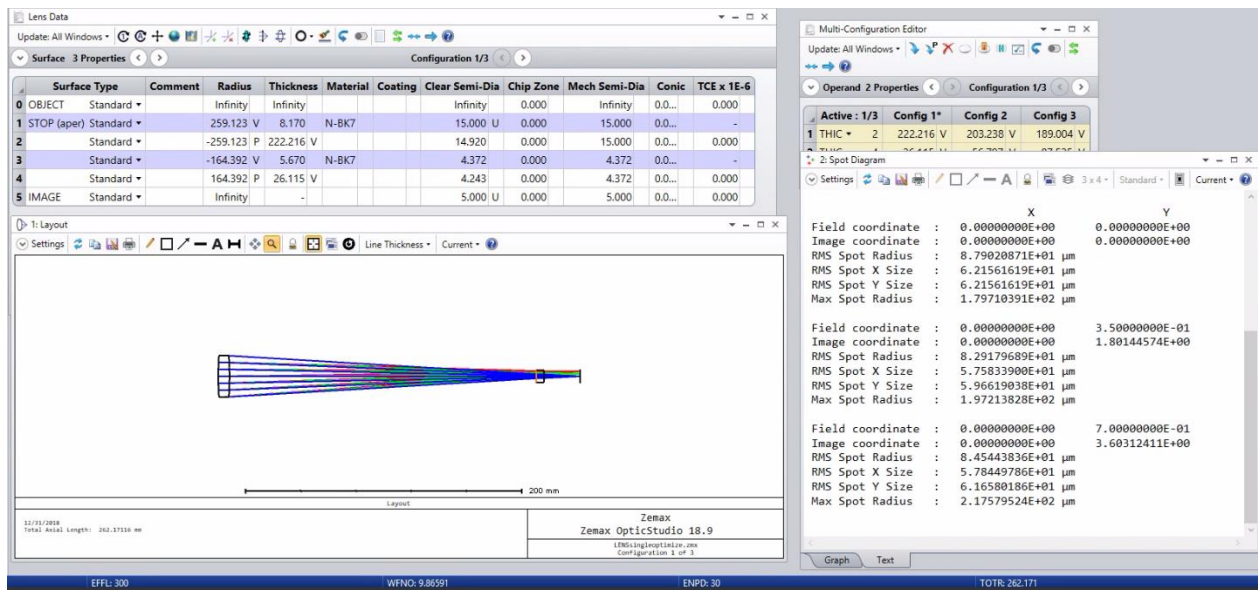 Lens Data
Update: All Windows
Surface 3 Properties Configuration 1/3
Surface Type Comment Radius Thickness Material Coating Clear Semi-Dia Chip Zone Mech Semi-Dia Conic TCE x 1E-6
0 OBJECT Standard Infinity Infinity Infinity 0.000 Infinity 0.0... 0.000
1 STOP (aper) Standard 259.123 V 8.170 N-BK7 15.000 U 0.000 15.000 0.0... -
2 Standard -259.123 P 222.216 V 14.920 0.000 15.000 0.0... 0.000
3 Standard -164.392 V 5.670 N-BK7 4.372 0.000 4.372 0.0... -
4 Standard 164.392 P 26.115 V 4.243 0.000 4.372 0.0... 0.000
5 IMAGE Standard Infinity - 5.000 U 0.000 5.000 0.0... 0.000
1: Layout
Settings Line Thickness Current
200 mm
Layout
12/31/2018
Total Axial Length: 262.17116 mm
Zemax
Zemax OpticStudio 18.9
LENSsingleoptimize.zmx
Configuration 1 of 3
Multi-Configuration Editor
Update: All Windows
Operand 2 Properties Configuration 1/3
Active : 1/3 Config 1* Config 2 Config 3
1 THIC 2 222.216 V 203.238 V 189.004 V
2: Spot Diagram
Settings 3 x 4 Standard Current
X Y
Field coordinate : 0.00000000E+00 0.00000000E+00
Image coordinate : 0.00000000E+00 0.00000000E+00
RMS Spot Radius : 8.79020871E+01 µm
RMS Spot X Size : 6.21561619E+01 µm
RMS Spot Y Size : 6.21561619E+01 µm
Max Spot Radius : 1.79710391E+02 µm
Field coordinate : 0.00000000E+00 3.50000000E-01
Image coordinate : 0.00000000E+00 1.80144574E+00
RMS Spot Radius : 8.29179689E+01 µm
RMS Spot X Size : 5.75833900E+01 µm
RMS Spot Y Size : 5.96619038E+01 µm
Max Spot Radius : 1.97213828E+02 µm
Field coordinate : 0.00000000E+00 7.00000000E-01
Image coordinate : 0.00000000E+00 3.60312411E+00
RMS Spot Radius : 8.45443836E+01 µm
RMS Spot X Size : 5.78449786E+01 µm
RMS Spot Y Size : 6.16580186E+01 µm
Max Spot Radius : 2.17579524E+02 µm
Graph Text
EFFL: 300 WFNO: 9.86591 ENPD: 30 TOTR: 262.171